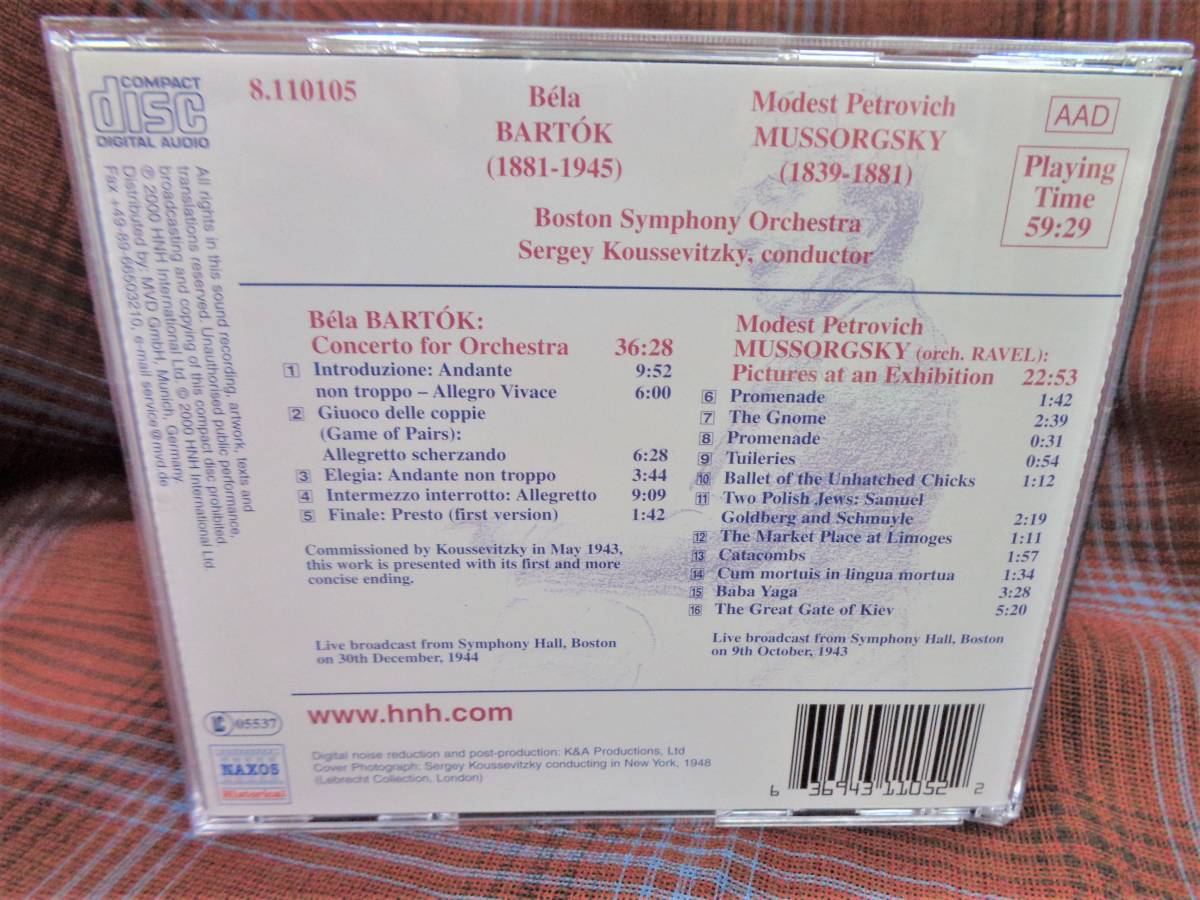 COMPACT
disc
DIGITAL AUDIO
8.110105
Béla
BARTÓK
(1881-1945)
Modest Petrovich
MUSSORGSKY
(1839-1881)
AAD
Playing
Time
59:29
Boston Symphony Orchestra
Sergey Koussevitzky, conductor
All rights in this sound recording, artwork, texts and
translations reserved. Unauthorised public performance,
broadcasting and copying of this compact disc prohibited
℗ 2000 HNH International Ltd. © 2000 HNH International Ltd.
Distributed by: MVD GmbH, Munich, Germany.
Fax +49-89-66503210, e-mail service@mvd.de
Béla BARTÓK:
Concerto for Orchestra 36:28
1 Introduzione: Andante 9:52
non troppo – Allegro Vivace 6:00
2 Giuoco delle coppie
(Game of Pairs):
Allegretto scherzando 6:28
3 Elegia: Andante non troppo 3:44
4 Intermezzo interrotto: Allegretto 9:09
5 Finale: Presto (first version) 1:42
Commissioned by Koussevitzky in May 1943,
this work is presented with its first and more
concise ending.
Live broadcast from Symphony Hall, Boston
on 30th December, 1944
Modest Petrovich
MUSSORGSKY (orch. RAVEL):
Pictures at an Exhibition 22:53
6 Promenade 1:42
7 The Gnome 2:39
8 Promenade 0:31
9 Tuileries 0:54
10 Ballet of the Unhatched Chicks 1:12
11 Two Polish Jews: Samuel
Goldberg and Schmuyle 2:19
12 The Market Place at Limoges 1:11
13 Catacombs 1:57
14 Cum mortuis in lingua mortua 1:34
15 Baba Yaga 3:28
16 The Great Gate of Kiev 5:20
Live broadcast from Symphony Hall, Boston
on 9th October, 1943
LC 05537
www.hnh.com
NAXOS
Historical
Digital noise reduction and post-production: K&A Productions, Ltd
Cover Photograph: Sergey Koussevitzky conducting in New York, 1948
(Lebrecht Collection, London)
6 36943 11052 2